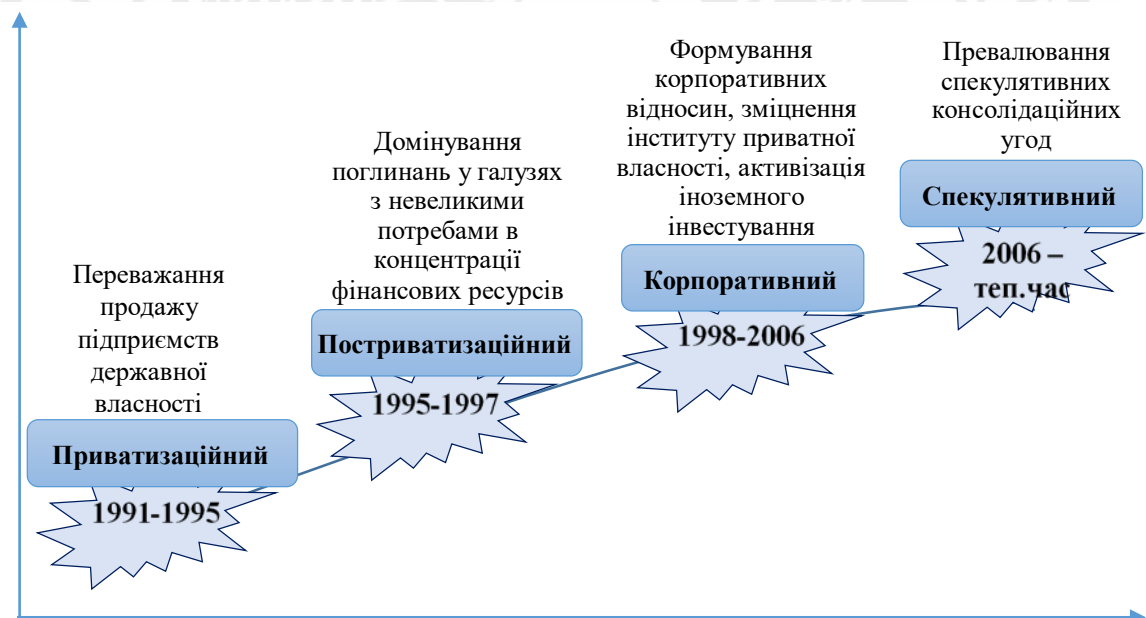 Переважання
продажу
підприємств
державної
власності
Приватизаційний
1991-1995
Домінування
поглинань у галузях
з невеликими
потребами в
концентрації
фінансових ресурсів
Постриватизаційний
1995-1997
Формування
корпоративних
відносин, зміцнення
інституту приватної
власності, активізація
іноземного
інвестування
Корпоративний
1998-2006
Превалювання
спекулятивних
консолідаційних
угод
Спекулятивний
2006 –
теп.час